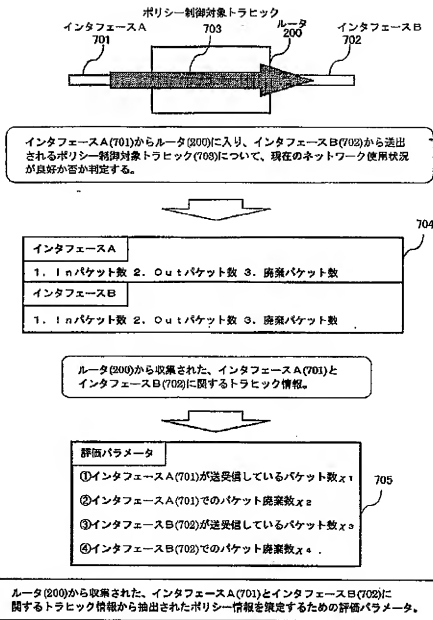 ポリシー制御対象トラヒック
インタフェースA
701
703
ルータ
200
インタフェースB
702
インタフェースA(701)からルータ(200)に入り、インタフェースB(702)から送出
されるポリシー制御対象トラヒック(703)について、現在のネットワーク使用状況
が良好か否か判定する。
704
インタフェースA
1. Inパケット数 2. Outパケット数 3. 廃棄パケット数
インタフェースB
1. Inパケット数 2. Outパケット数 3. 廃棄パケット数
ルータ(200)から収集された、インタフェースA(701)と
インタフェースB(702)に関するトラヒック情報。
評価パラメータ
705
①インタフェースA(701)が送受信しているパケット数χ1
②インタフェースA(701)でのパケット廃棄数χ2
③インタフェースB(702)が送受信しているパケット数χ3
④インタフェースB(702)でのパケット廃棄数χ4
ルータ(200)から収集された、インタフェースA(701)とインタフェースB(702)に
関するトラヒック情報から抽出されたポリシー情報を策定するための評価パラメータ。